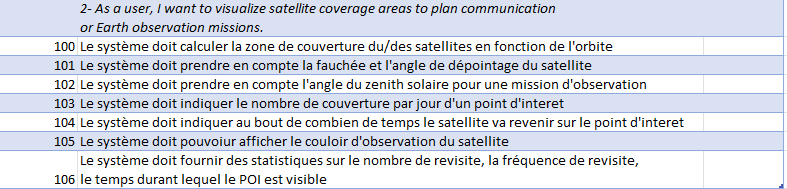 2- As a user, I want to visualize satellite coverage areas to plan communication
or Earth observation missions.
100 Le système doit calculer la zone de couverture du/des satellites en fonction de l'orbite
101 Le système doit prendre en compte la fauchée et l'angle de dépointage du satellite
102 Le système doit prendre en compte l'angle du zenith solaire pour une mission d'observation
103 Le système doit indiquer le nombre de couverture par jour d'un point d'interet
104 Le système doit indiquer au bout de combien de temps le satellite va revenir sur le point d'interet
105 Le système doit pouvoiur afficher le couloir d'observation du satellite
Le système doit fournir des statistiques sur le nombre de revisite, la fréquence de revisite,
106 le temps durant lequel le POI est visible